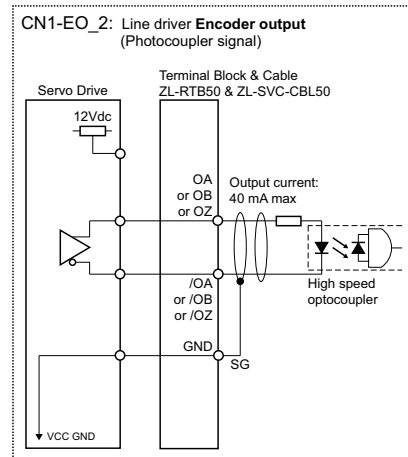 CN1-EO_2: Line driver Encoder output
(Photocoupler signal)
Terminal Block & Cable
Servo Drive
ZL-RTB50 & ZL-SVC-CBL50
12Vdc
OA
or OB
or OZ
Output current:
40 mA max
/OA
or /OB
or /OZ
High speed
optocoupler
GND
SG
VCC GND